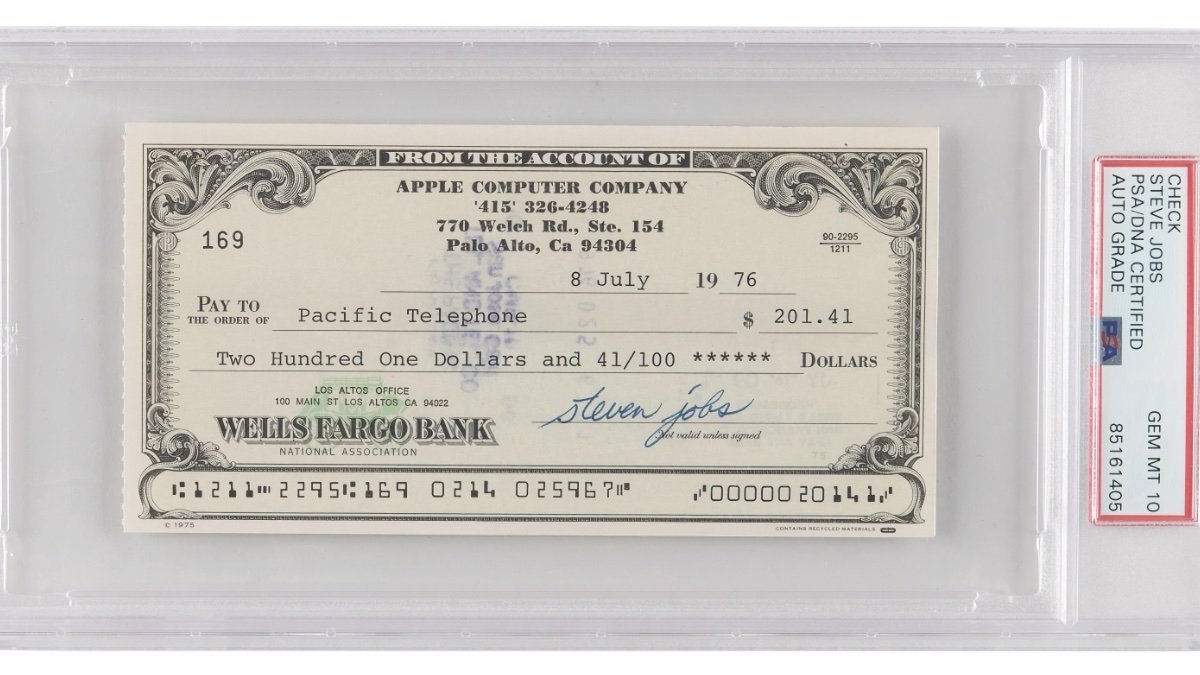 FROM THE ACCOUNT OF
APPLE COMPUTER COMPANY
'415' 326-4248
770 Welch Rd., Ste. 154
Palo Alto, Ca 94304
169
90-2295
1211
8 July 19 76
PAY TO
THE ORDER OF Pacific Telephone $ 201.41
Two Hundred One Dollars and 41/100 ****** DOLLARS
LOS ALTOS OFFICE
100 MAIN ST LOS ALTOS CA 94022
WELLS FARGO BANK
NATIONAL ASSOCIATION
steven jobs
Not valid unless signed
75
⑆1211⑉2295⑆169 0214 025967⑈ ⑇0000020141⑇
© 1975
CONTAINS RECYCLED MATERIALS
CHECK
STEVE JOBS
PSA/DNA CERTIFIED
AUTO GRADE
PSA
GEM MT 10
85161405